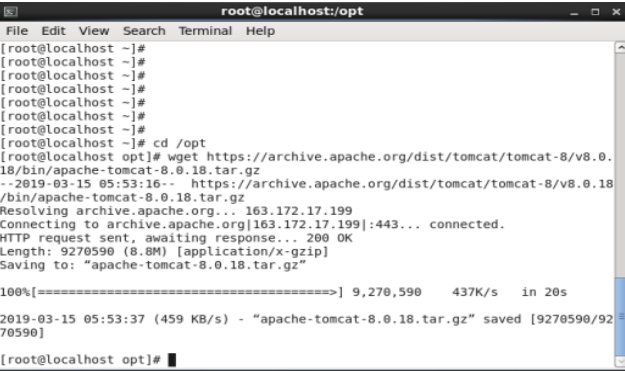 root@localhost:/opt
File Edit View Search Terminal Help
[root@localhost ~]#
[root@localhost ~]#
[root@localhost ~]#
[root@localhost ~]#
[root@localhost ~]#
[root@localhost ~]#
[root@localhost ~]#
[root@localhost ~]# cd /opt
[root@localhost opt]# wget https://archive.apache.org/dist/tomcat/tomcat-8/v8.0.
18/bin/apache-tomcat-8.0.18.tar.gz
--2019-03-15 05:53:16-- https://archive.apache.org/dist/tomcat/tomcat-8/v8.0.18
/bin/apache-tomcat-8.0.18.tar.gz
Resolving archive.apache.org... 163.172.17.199
Connecting to archive.apache.org|163.172.17.199|:443... connected.
HTTP request sent, awaiting response... 200 OK
Length: 9270590 (8.8M) [application/x-gzip]
Saving to: “apache-tomcat-8.0.18.tar.gz”
100%[======================================>] 9,270,590 437K/s in 20s
2019-03-15 05:53:37 (459 KB/s) - “apache-tomcat-8.0.18.tar.gz” saved [9270590/92
70590]
[root@localhost opt]#